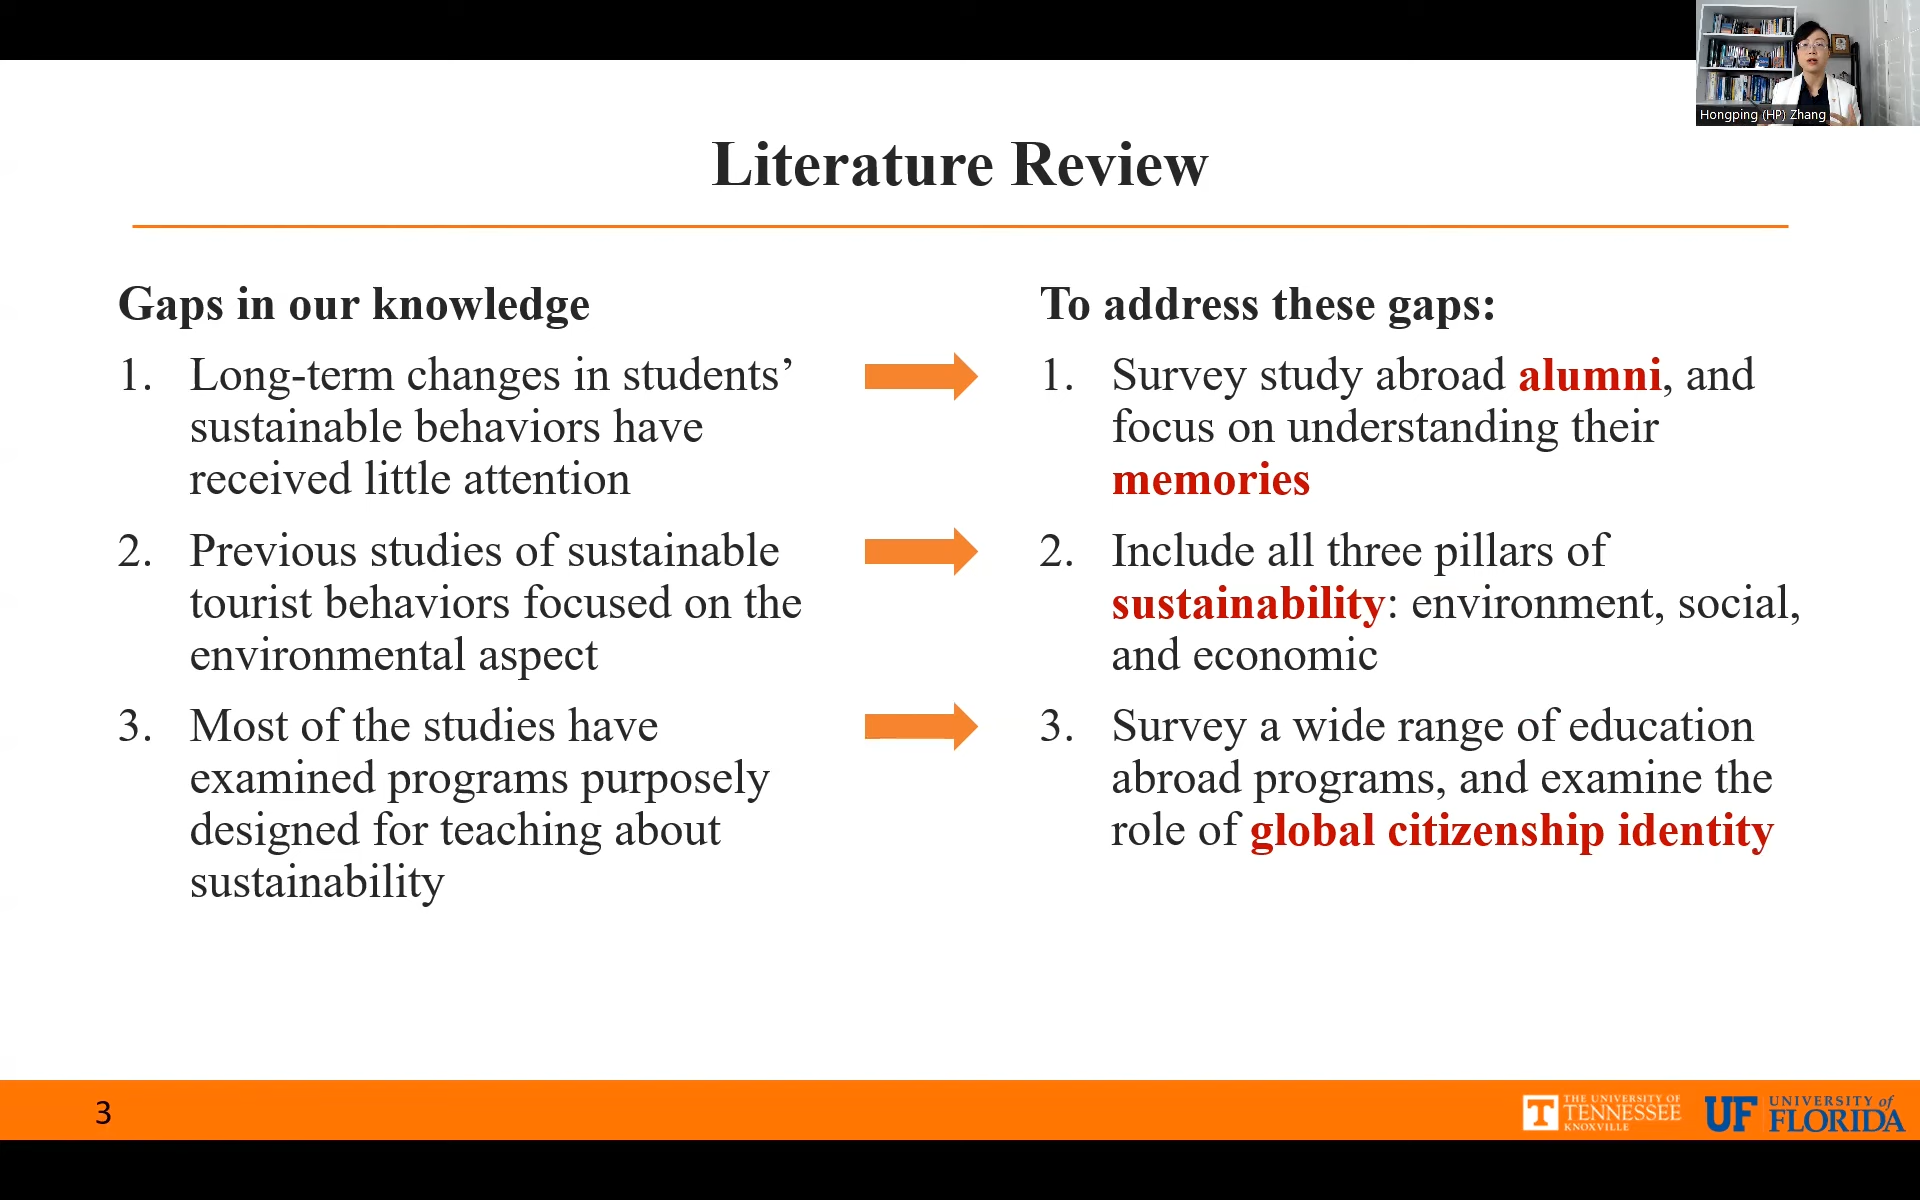 Hongping (HP) Zhang
Literature Review
Gaps in our knowledge
1. Long-term changes in students’
sustainable behaviors have
received little attention
2. Previous studies of sustainable
tourist behaviors focused on the
environmental aspect
3. Most of the studies have
examined programs purposely
designed for teaching about
sustainability
To address these gaps:
1. Survey study abroad alumni, and
focus on understanding their
memories
2. Include all three pillars of
sustainability: environment, social,
and economic
3. Survey a wide range of education
abroad programs, and examine the
role of global citizenship identity
3
T
THE UNIVERSITY OF
TENNESSEE
KNOXVILLE
UF
UNIVERSITY of
FLORIDA